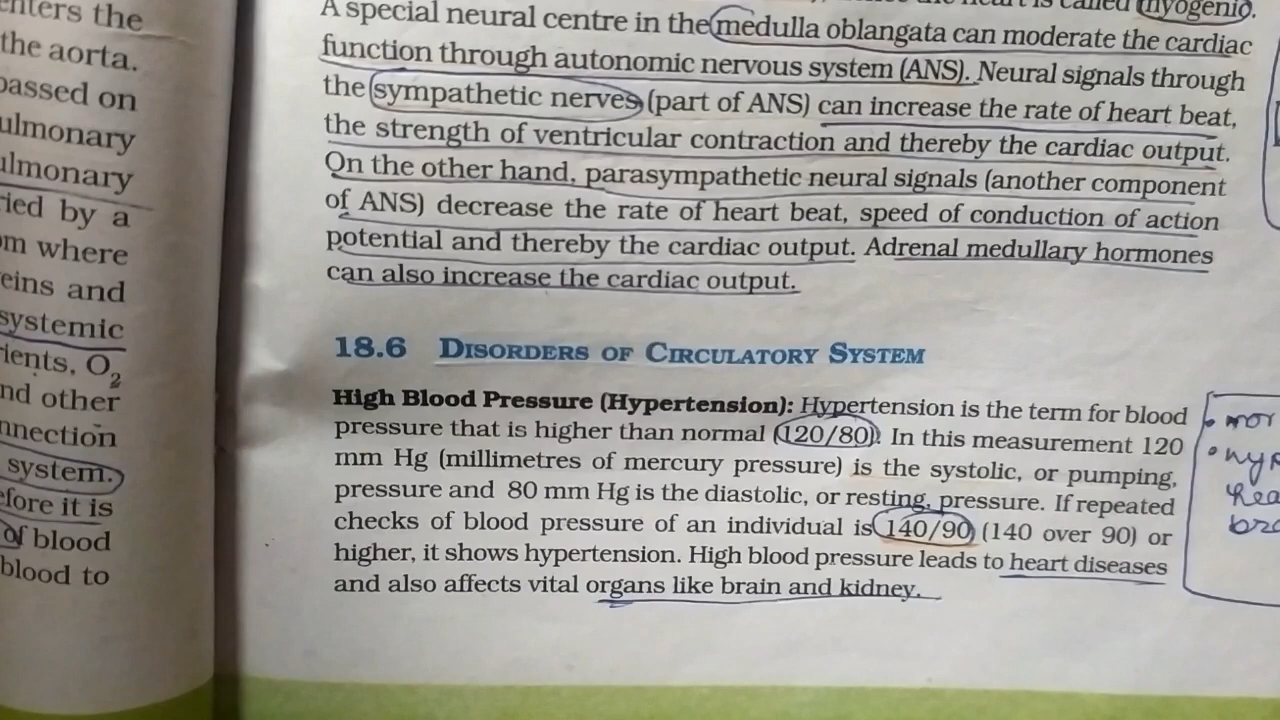 enters the
the aorta.
passed on
ulmonary
ulmonary
ried by a
om where
eins and
systemic
rients, O₂
nd other
nnection
system.
efore it is
of blood
blood to
heart is called myogenic.
A special neural centre in the medulla oblangata can moderate the cardiac
function through autonomic nervous system (ANS). Neural signals through
the sympathetic nerves (part of ANS) can increase the rate of heart beat,
the strength of ventricular contraction and thereby the cardiac output.
On the other hand, parasympathetic neural signals (another component
of ANS) decrease the rate of heart beat, speed of conduction of action
potential and thereby the cardiac output. Adrenal medullary hormones
can also increase the cardiac output.
18.6 DISORDERS OF CIRCULATORY SYSTEM
High Blood Pressure (Hypertension): Hypertension is the term for blood
pressure that is higher than normal (120/80). In this measurement 120
mm Hg (millimetres of mercury pressure) is the systolic, or pumping,
pressure and 80 mm Hg is the diastolic, or resting, pressure. If repeated
checks of blood pressure of an individual is 140/90 (140 over 90) or
higher, it shows hypertension. High blood pressure leads to heart diseases
and also affects vital organs like brain and kidney.